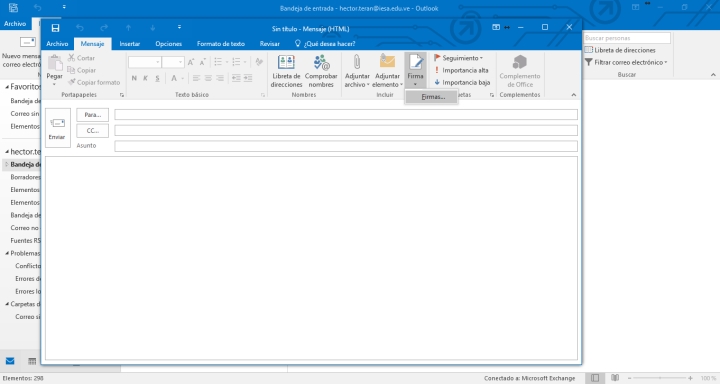 Bandeja de entrada - hector.teran@iesa.edu.ve - Outlook
Archivo
Sin título - Mensaje (HTML)
Archivo Mensaje Insertar Opciones Formato de texto Revisar ¿Qué desea hacer?
Nuevo mensa
correo electró
Pegar
Cortar
Copiar
Copiar formato
Portapapeles
N K S
Texto básico
Libreta de
direcciones
Comprobar
nombres
Nombres
Adjuntar
archivo
Adjuntar
elemento
Firma
Incluir
Firmas...
Seguimiento
Importancia alta
Importancia baja
etas
Complemento
de Office
Complementos
Buscar personas
Libreta de direcciones
Filtrar correo electrónico
Buscar
Favoritos
Bandeja de
Correo sin
Elementos
hector.te
Bandeja de
Borradores
Elementos
Elementos
Bandeja de
Correo no
Fuentes RS
Problemas
Conflicto
Errores d
Errores lo
Carpetas d
Correo si
Enviar
Para...
CC...
Asunto
Elementos: 298
Conectado a: Microsoft Exchange
100 %